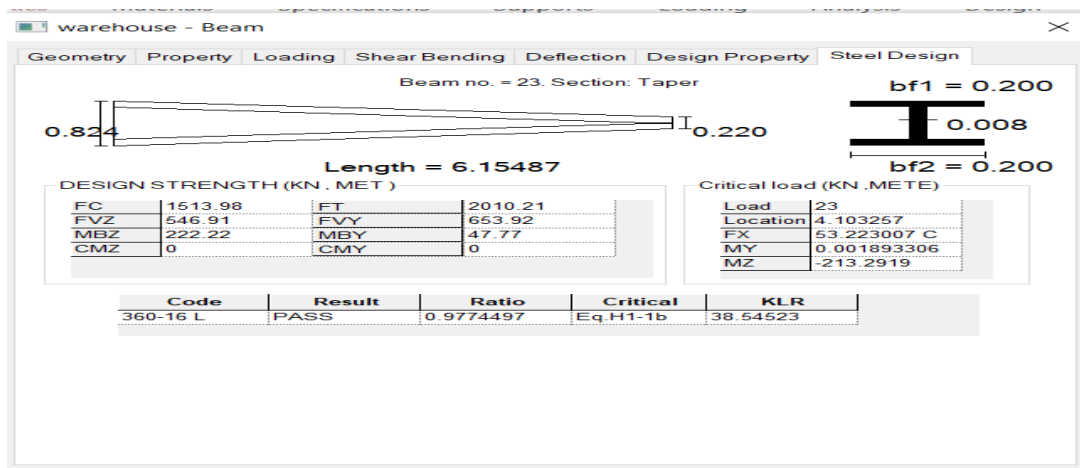 warehouse - Beam
Geometry Property Loading Shear Bending Deflection Design Property Steel Design
Beam no. = 23. Section: Taper
bf1 = 0.200
0.824
0.220
0.008
Length = 6.15487
bf2 = 0.200
DESIGN STRENGTH (KN , MET )
FC 1513.98 FT 2010.21
FVZ 546.91 FVY 653.92
MBZ 222.22 MBY 47.77
CMZ 0 CMY 0
Critical load (KN ,METE)
Load 23
Location 4.103257
FX 53.223007 C
MY 0.001893306
MZ -213.2919
Code Result Ratio Critical KLR
360-16 L PASS 0.9774497 Eq.H1-1b 38.54523